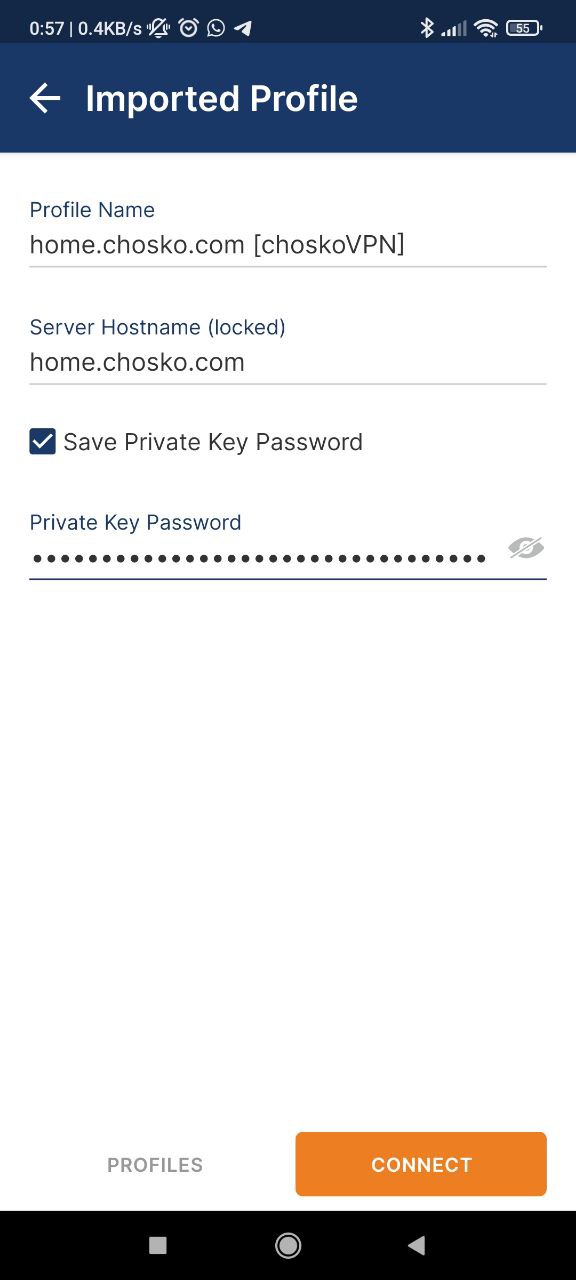 0:57 | 0.4KB/s 55
Imported Profile
Profile Name
home.chosko.com [choskoVPN]
Server Hostname (locked)
home.chosko.com
Save Private Key Password
Private Key Password
•••••••••••••••••••••••••••••••••
PROFILES CONNECT